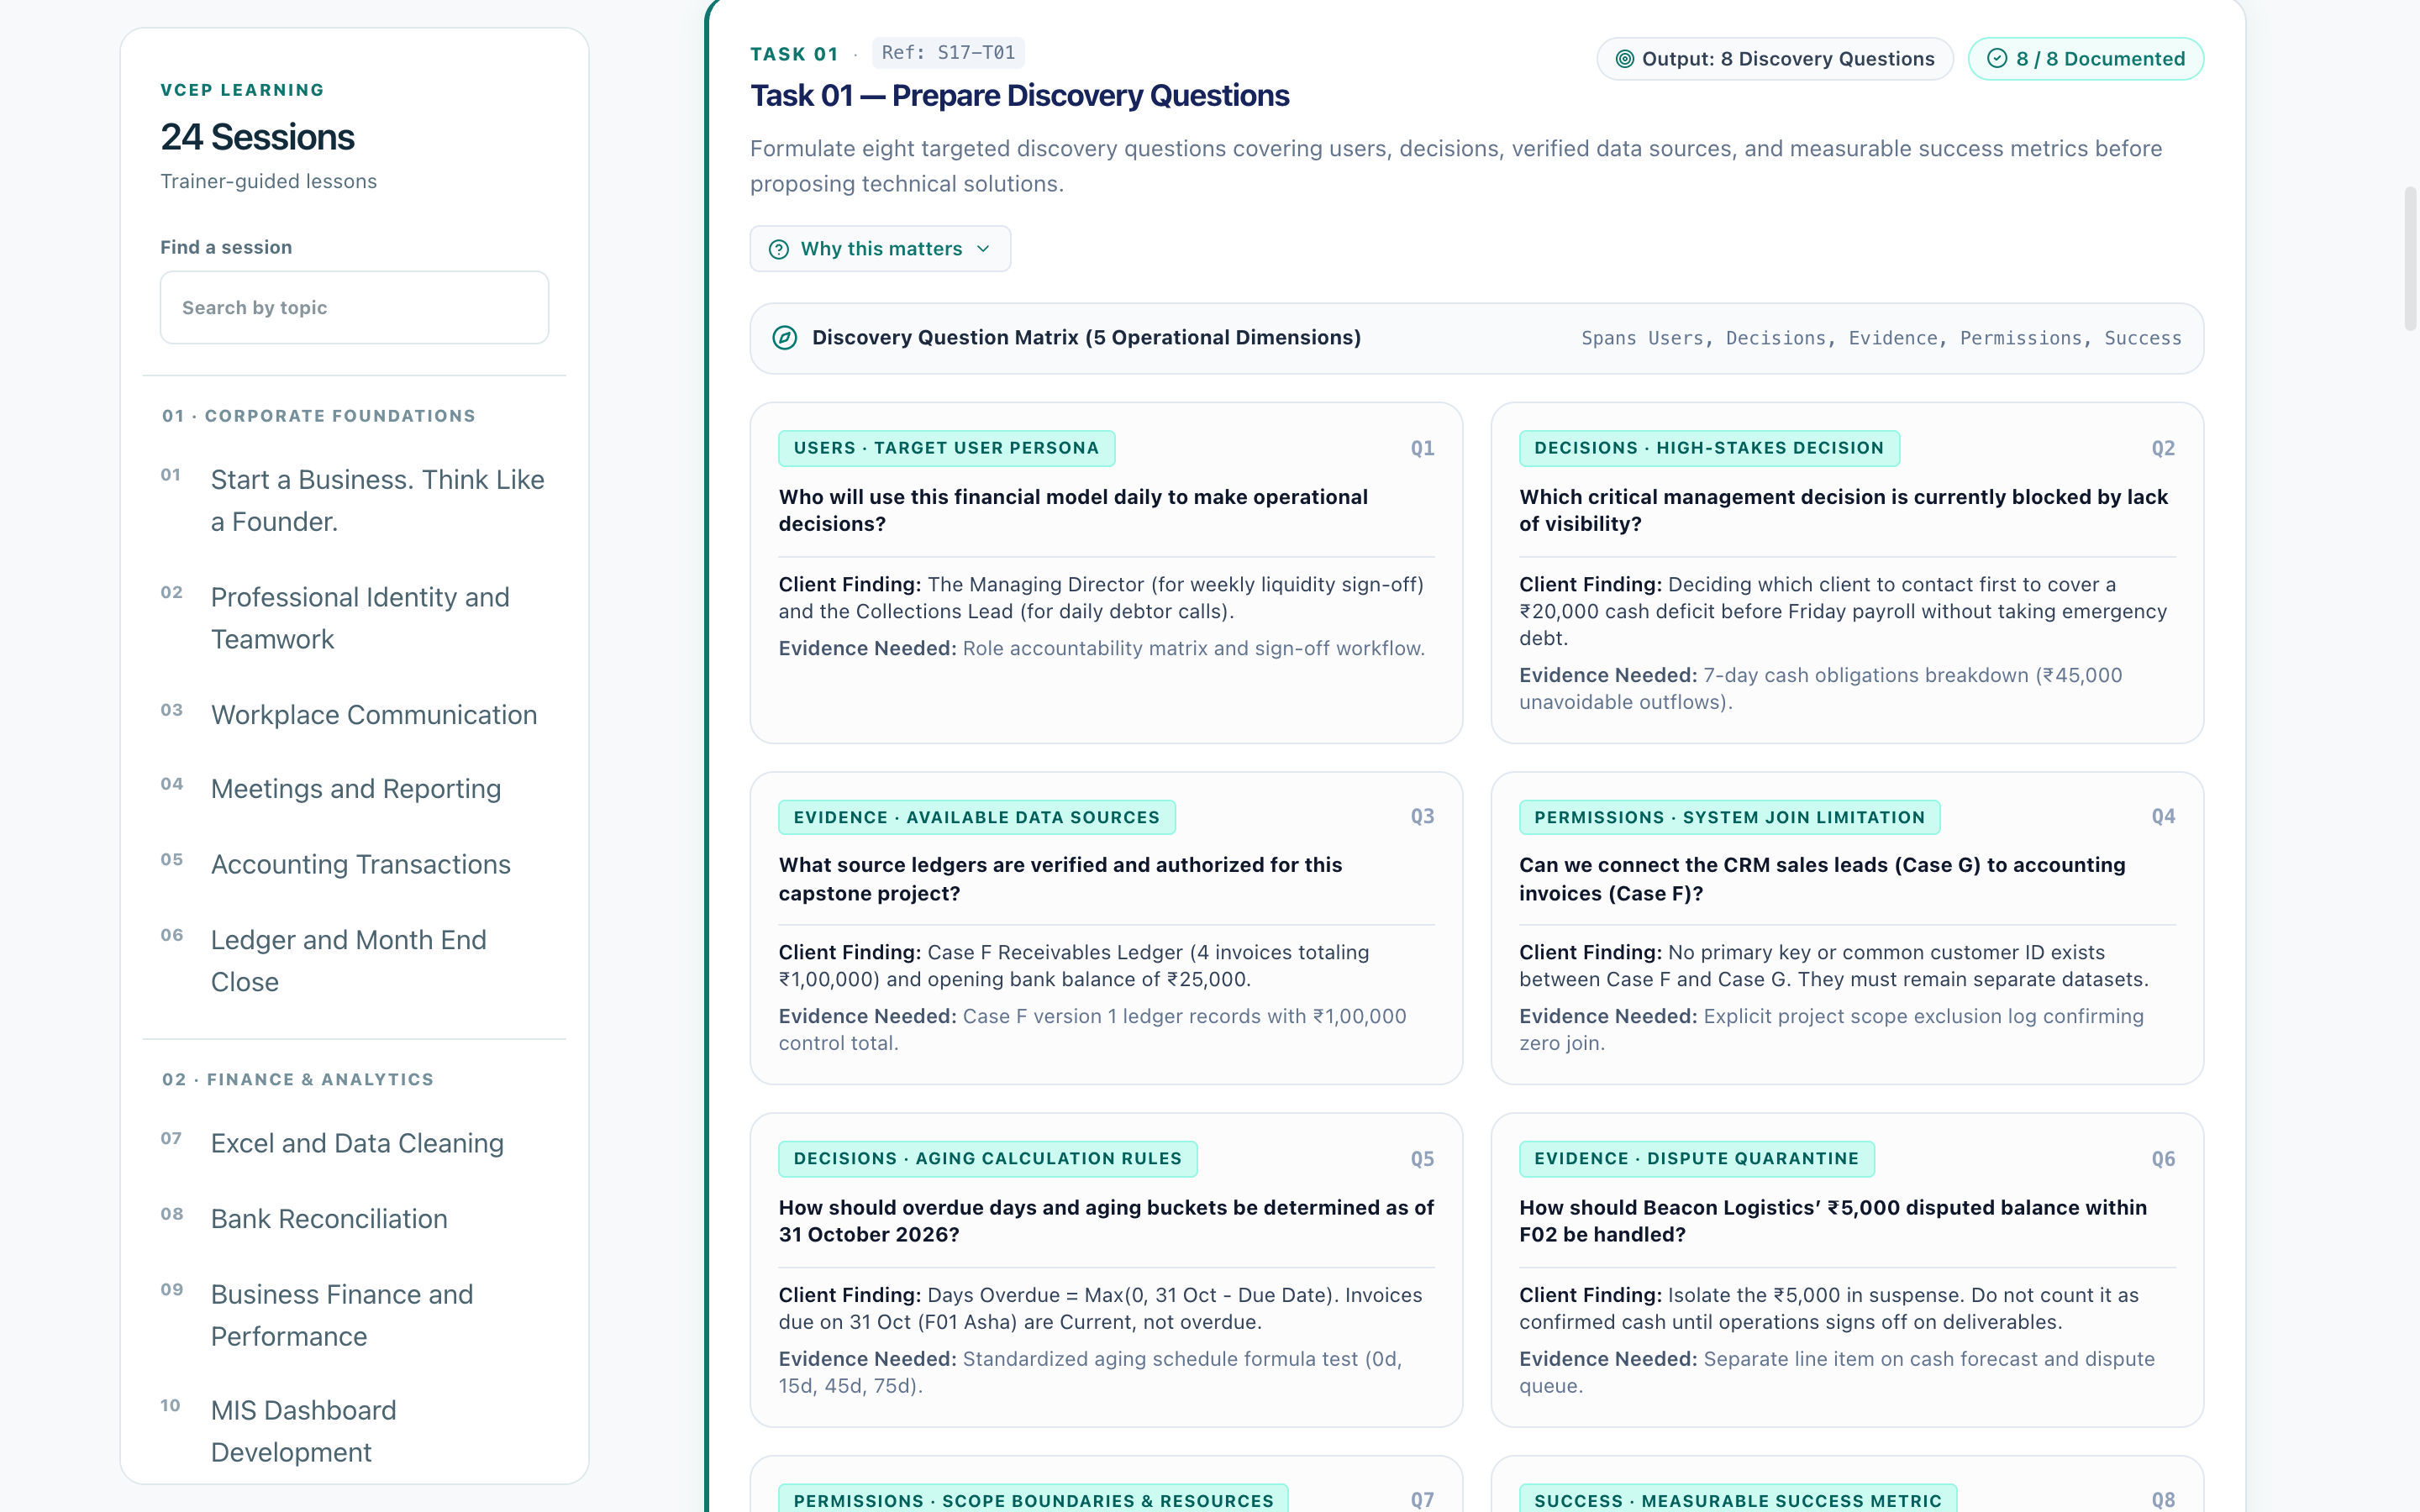 VCEP LEARNING
24 Sessions
Trainer-guided lessons
Find a session
Search by topic
01 · CORPORATE FOUNDATIONS
01 Start a Business. Think Like
a Founder.
02 Professional Identity and
Teamwork
03 Workplace Communication
04 Meetings and Reporting
05 Accounting Transactions
06 Ledger and Month End
Close
02 · FINANCE & ANALYTICS
07 Excel and Data Cleaning
08 Bank Reconciliation
09 Business Finance and
Performance
10 MIS Dashboard
Development
TASK 01 · Ref: S17-T01
Output: 8 Discovery Questions
8 / 8 Documented
Task 01 — Prepare Discovery Questions
Formulate eight targeted discovery questions covering users, decisions, verified data sources, and measurable success metrics before
proposing technical solutions.
Why this matters
Discovery Question Matrix (5 Operational Dimensions)
Spans Users, Decisions, Evidence, Permissions, Success
USERS · TARGET USER PERSONA Q1
Who will use this financial model daily to make operational
decisions?
Client Finding: The Managing Director (for weekly liquidity sign-off)
and the Collections Lead (for daily debtor calls).
Evidence Needed: Role accountability matrix and sign-off workflow.
DECISIONS · HIGH-STAKES DECISION Q2
Which critical management decision is currently blocked by lack
of visibility?
Client Finding: Deciding which client to contact first to cover a
₹20,000 cash deficit before Friday payroll without taking emergency
debt.
Evidence Needed: 7-day cash obligations breakdown (₹45,000
unavoidable outflows).
EVIDENCE · AVAILABLE DATA SOURCES Q3
What source ledgers are verified and authorized for this
capstone project?
Client Finding: Case F Receivables Ledger (4 invoices totaling
₹1,00,000) and opening bank balance of ₹25,000.
Evidence Needed: Case F version 1 ledger records with ₹1,00,000
control total.
PERMISSIONS · SYSTEM JOIN LIMITATION Q4
Can we connect the CRM sales leads (Case G) to accounting
invoices (Case F)?
Client Finding: No primary key or common customer ID exists
between Case F and Case G. They must remain separate datasets.
Evidence Needed: Explicit project scope exclusion log confirming
zero join.
DECISIONS · AGING CALCULATION RULES Q5
How should overdue days and aging buckets be determined as of
31 October 2026?
Client Finding: Days Overdue = Max(0, 31 Oct - Due Date). Invoices
due on 31 Oct (F01 Asha) are Current, not overdue.
Evidence Needed: Standardized aging schedule formula test (0d,
15d, 45d, 75d).
EVIDENCE · DISPUTE QUARANTINE Q6
How should Beacon Logistics’ ₹5,000 disputed balance within
F02 be handled?
Client Finding: Isolate the ₹5,000 in suspense. Do not count it as
confirmed cash until operations signs off on deliverables.
Evidence Needed: Separate line item on cash forecast and dispute
queue.
PERMISSIONS · SCOPE BOUNDARIES & RESOURCES Q7
SUCCESS · MEASURABLE SUCCESS METRIC Q8